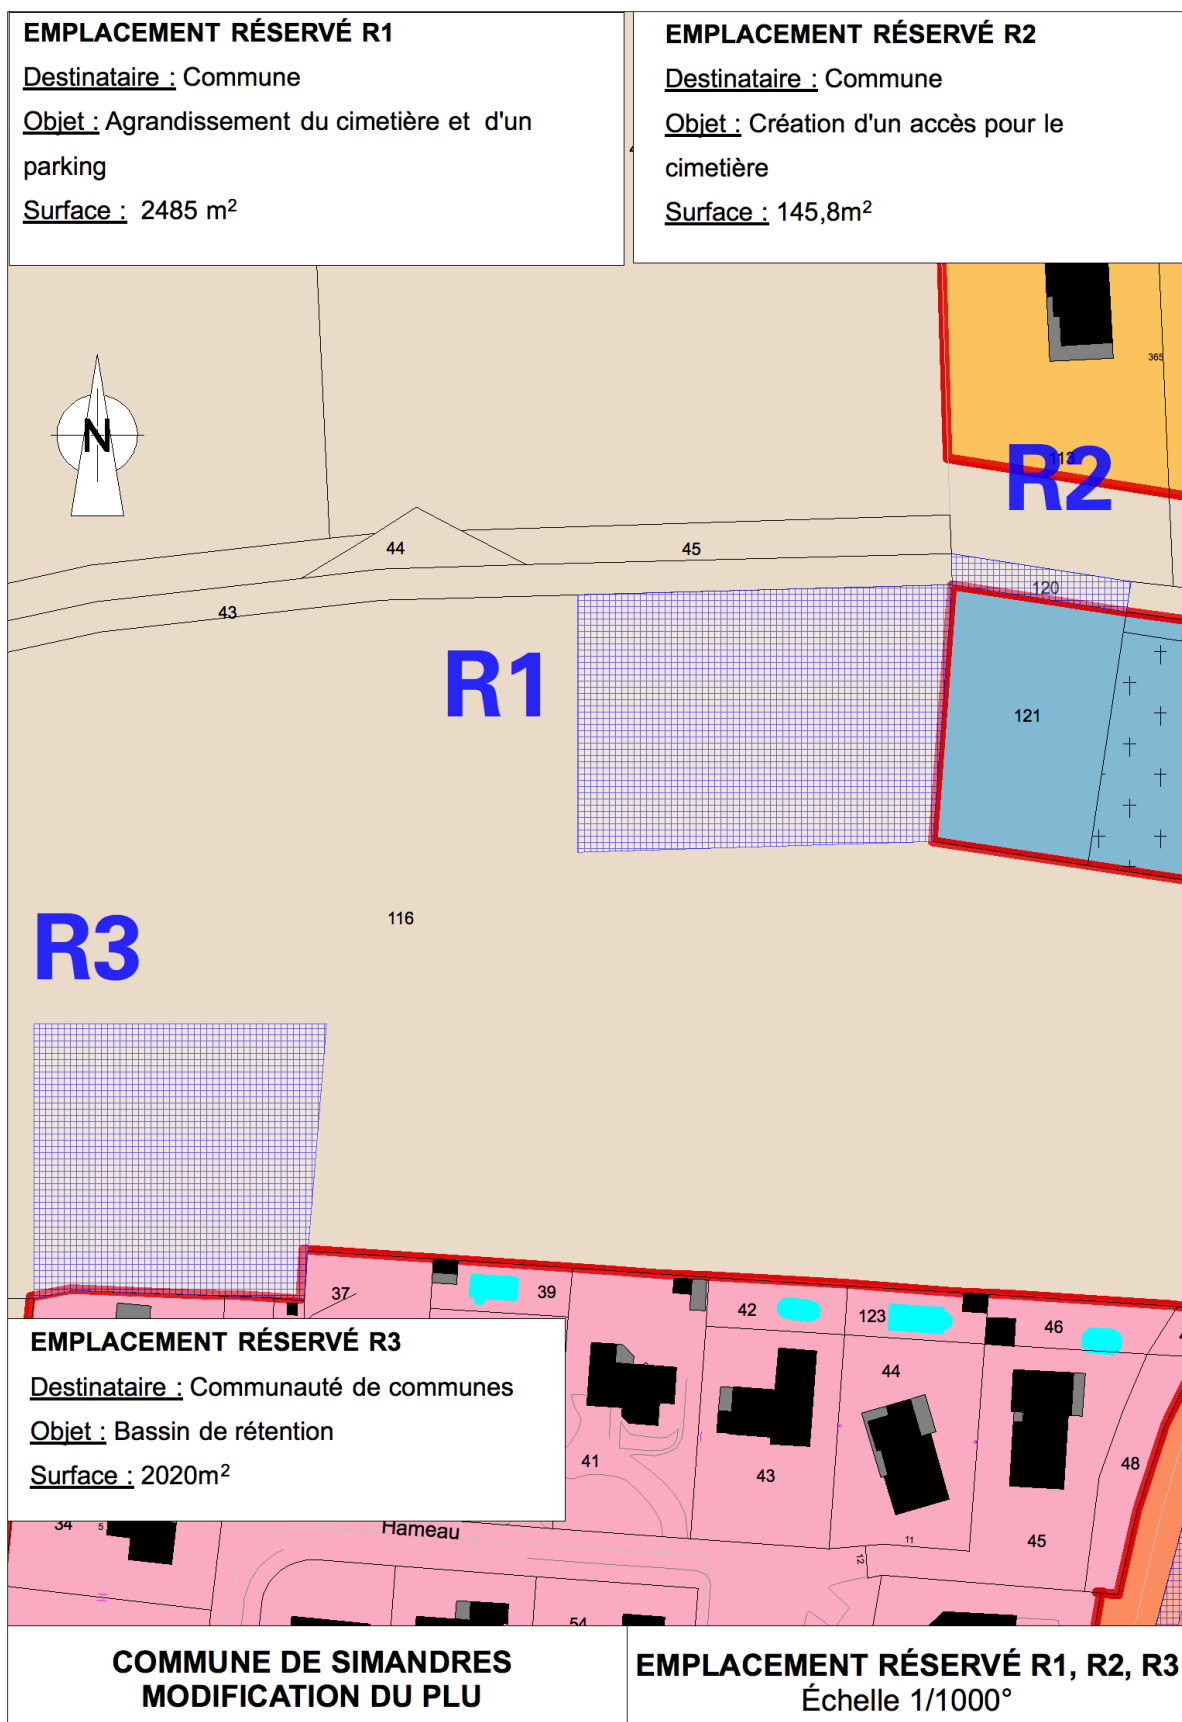 EMPLACEMENT RÉSERVÉ R1
Destinataire : Commune
Objet : Agrandissement du cimetière et d'un
parking
Surface : 2485 m²
EMPLACEMENT RÉSERVÉ R2
Destinataire : Commune
Objet : Création d'un accès pour le
cimetière
Surface : 145,8m²
365
N
113
R2
44
45
43
120
R1
121
116
R3
37
39
42
123
46
44
EMPLACEMENT RÉSERVÉ R3
Destinataire : Communauté de communes
Objet : Bassin de rétention
Surface : 2020m²
41
43
48
34
5
Hameau
11
12
45
54
COMMUNE DE SIMANDRES
MODIFICATION DU PLU
EMPLACEMENT RÉSERVÉ R1, R2, R3
Échelle 1/1000°